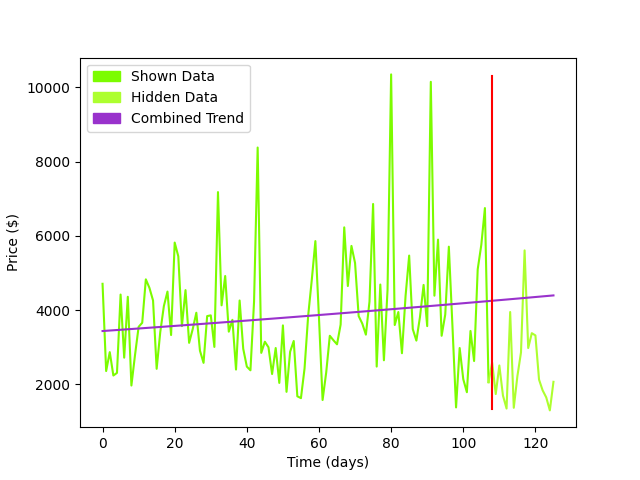 Shown Data
Hidden Data
Combined Trend
Price ($)
10000
8000
6000
4000
2000
0 20 40 60 80 100 120
Time (days)